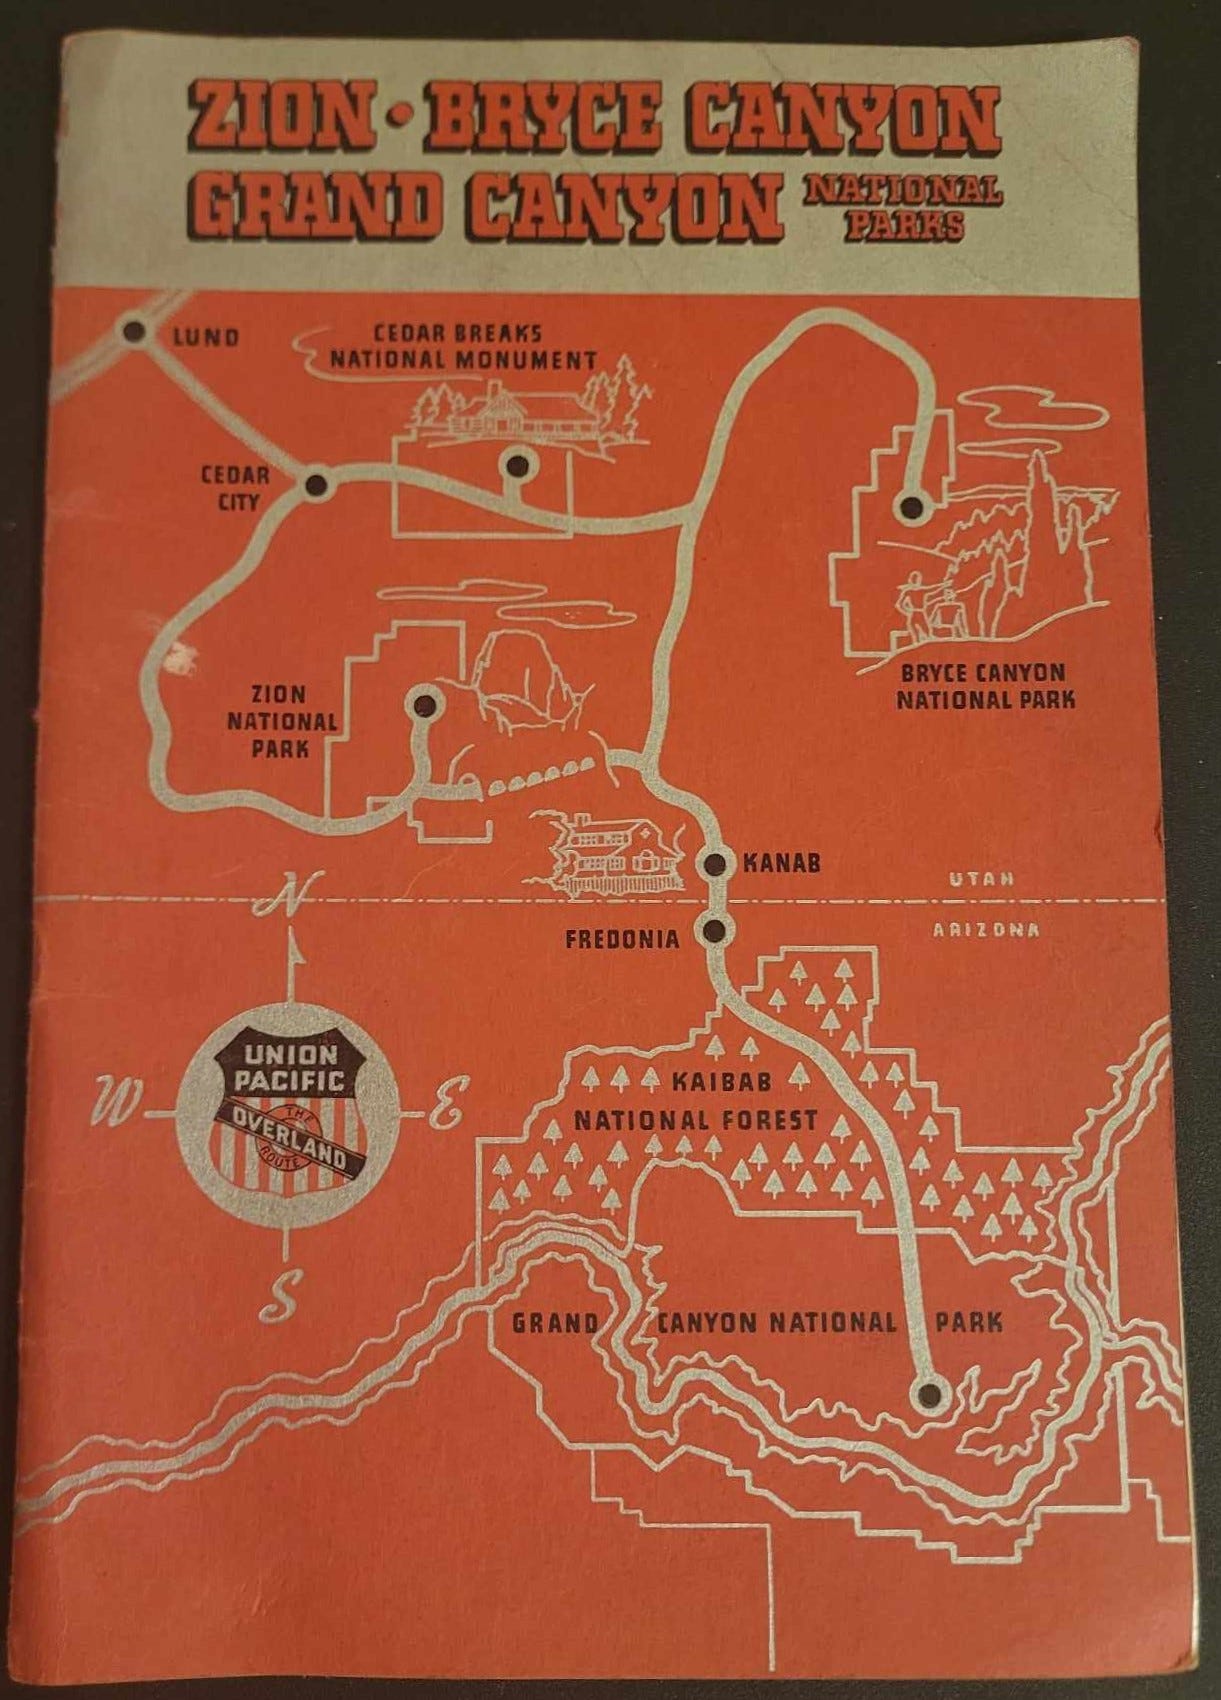 ZION • BRYCE CANYON
GRAND CANYON NATIONAL
PARKS
LUND
CEDAR BREAKS
NATIONAL MONUMENT
CEDAR
CITY
BRYCE CANYON
NATIONAL PARK
ZION
NATIONAL
PARK
KANAB
UTAH
ARIZONA
FREDONIA
N
W
E
S
UNION
PACIFIC
THE
OVERLAND
ROUTE
KAIBAB
NATIONAL FOREST
GRAND CANYON NATIONAL PARK